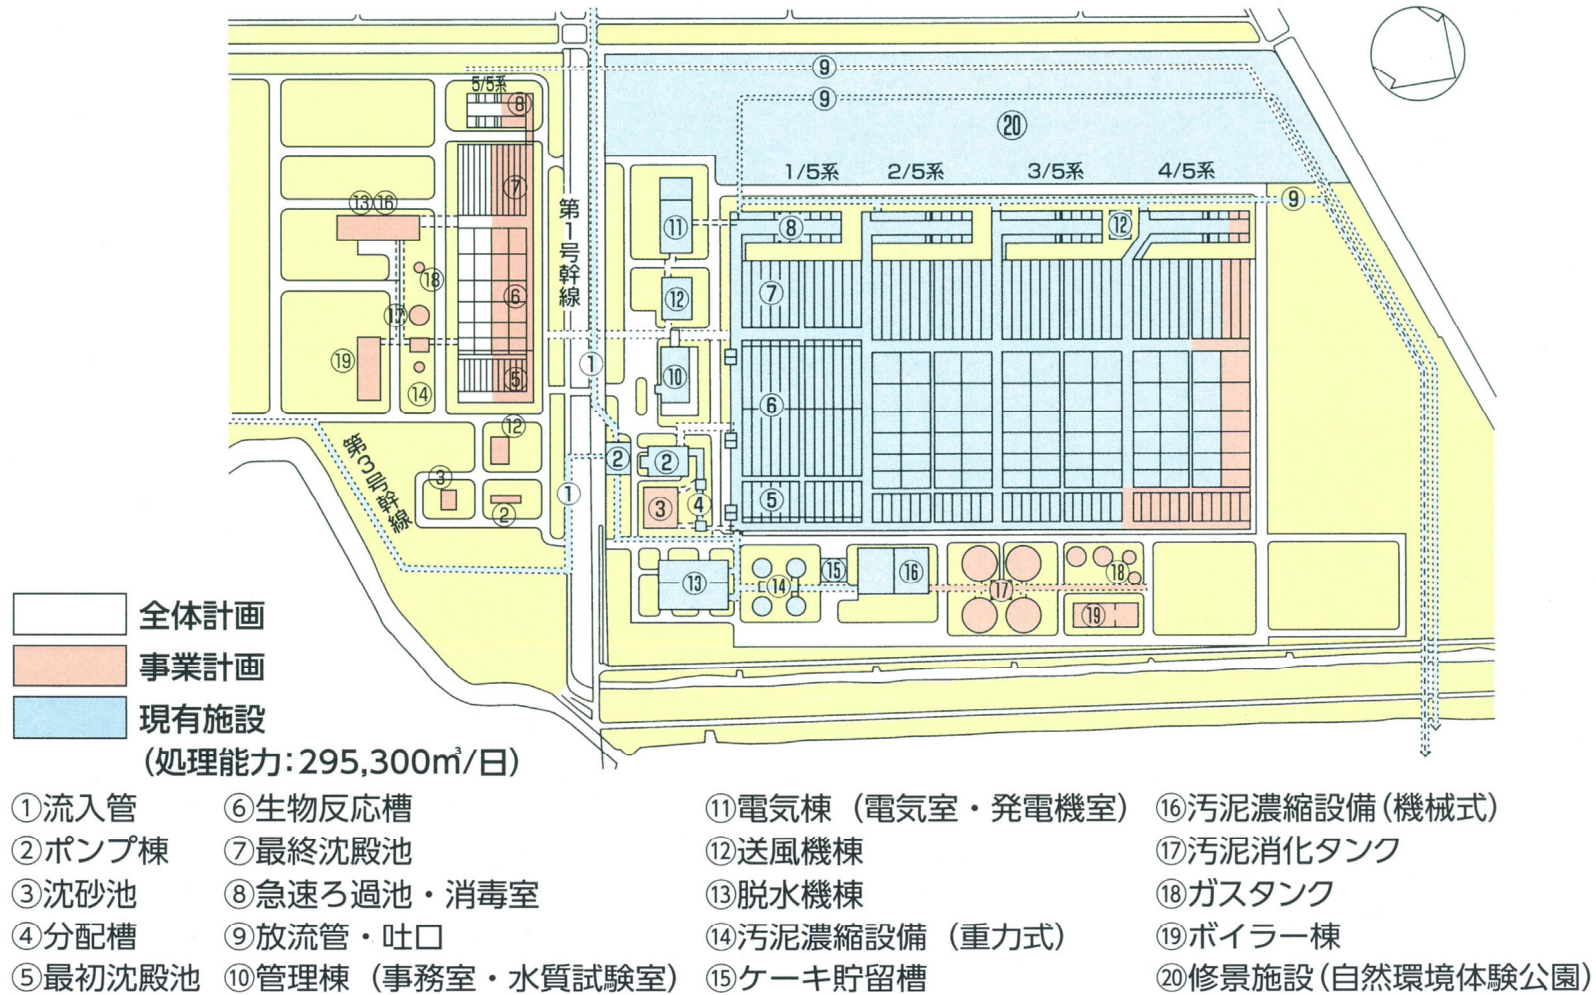 ⑨
5/5系
⑧
⑨
⑳
1/5系
2/5系
3/5系
4/5系
⑦
⑬⑯
第1号幹線
⑪
⑧
⑫
⑨
⑱
⑥
⑫
⑦
⑰
⑲
①
⑩
⑤
⑭
⑥
第3号幹線
⑫
②
②
③
①
③
④
⑤
②
⑬
⑭
⑮
⑯
⑰
⑱
⑲
全体計画
事業計画
現有施設
(処理能力:295,300㎥/日)
①流入管
②ポンプ棟
③沈砂池
④分配槽
⑤最初沈殿池
⑥生物反応槽
⑦最終沈殿池
⑧急速ろ過池・消毒室
⑨放流管・吐口
⑩管理棟(事務室・水質試験室)
⑪電気棟(電気室・発電機室)
⑫送風機棟
⑬脱水機棟
⑭汚泥濃縮設備(重力式)
⑮ケーキ貯留槽
⑯汚泥濃縮設備(機械式)
⑰汚泥消化タンク
⑱ガスタンク
⑲ボイラー棟
⑳修景施設(自然環境体験公園)